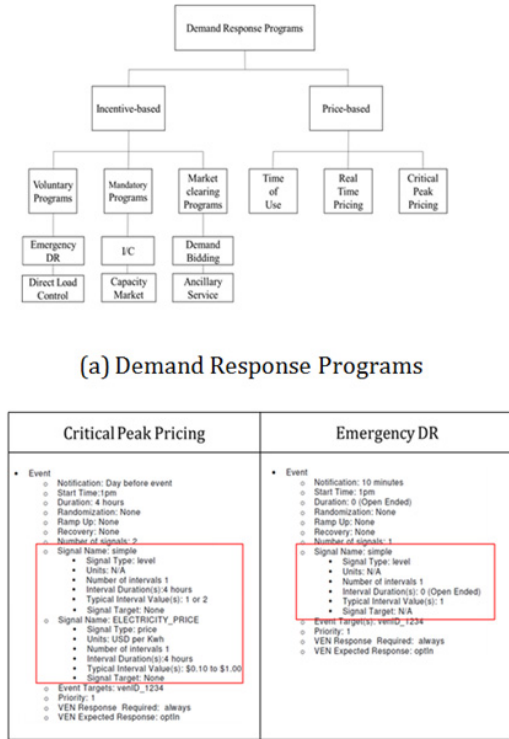 Demand Response Programs
Incentive-based
Price-based
Voluntary
Programs
Mandatory
Programs
Market
clearing
Programs
Time
of
Use
Real
Time
Pricing
Critical
Peak
Pricing
Emergency
DR
I/C
Demand
Bidding
Direct Load
Control
Capacity
Market
Ancillary
Service
(a) Demand Response Programs
Critical Peak Pricing
• Event
o Notification: Day before event
o Start Time:1pm
o Duration: 4 hours
o Randomization: None
o Ramp Up: None
o Recovery: None
o Number of signals: 2
o Signal Name: simple
▪ Signal Type: level
▪ Units: N/A
▪ Number of intervals 1
▪ Interval Duration(s):4 hours
▪ Typical Interval Value(s): 1 or 2
▪ Signal Target: None
o Signal Name: ELECTRICITY_PRICE
▪ Signal Type: price
▪ Units: USD per Kwh
▪ Number of intervals 1
▪ Interval Duration(s):4 hours
▪ Typical Interval Value(s): $0.10 to $1.00
▪ Signal Target: None
o Event Targets: venID_1234
o Priority: 1
o VEN Response Required: always
o VEN Expected Response: optIn
Emergency DR
• Event
o Notification: 10 minutes
o Start Time: 1pm
o Duration: 0 (Open Ended)
o Randomization: None
o Ramp Up: None
o Recovery: None
o Number of signals: 1
o Signal Name: simple
▪ Signal Type: level
▪ Units: N/A
▪ Number of intervals 1
▪ Interval Duration(s): 0 (Open Ended)
▪ Typical Interval Value(s): 1
▪ Signal Target: N/A
o Event Target(s): venID_1234
o Priority: 1
o VEN Response Required: always
o VEN Expected Response: optIn